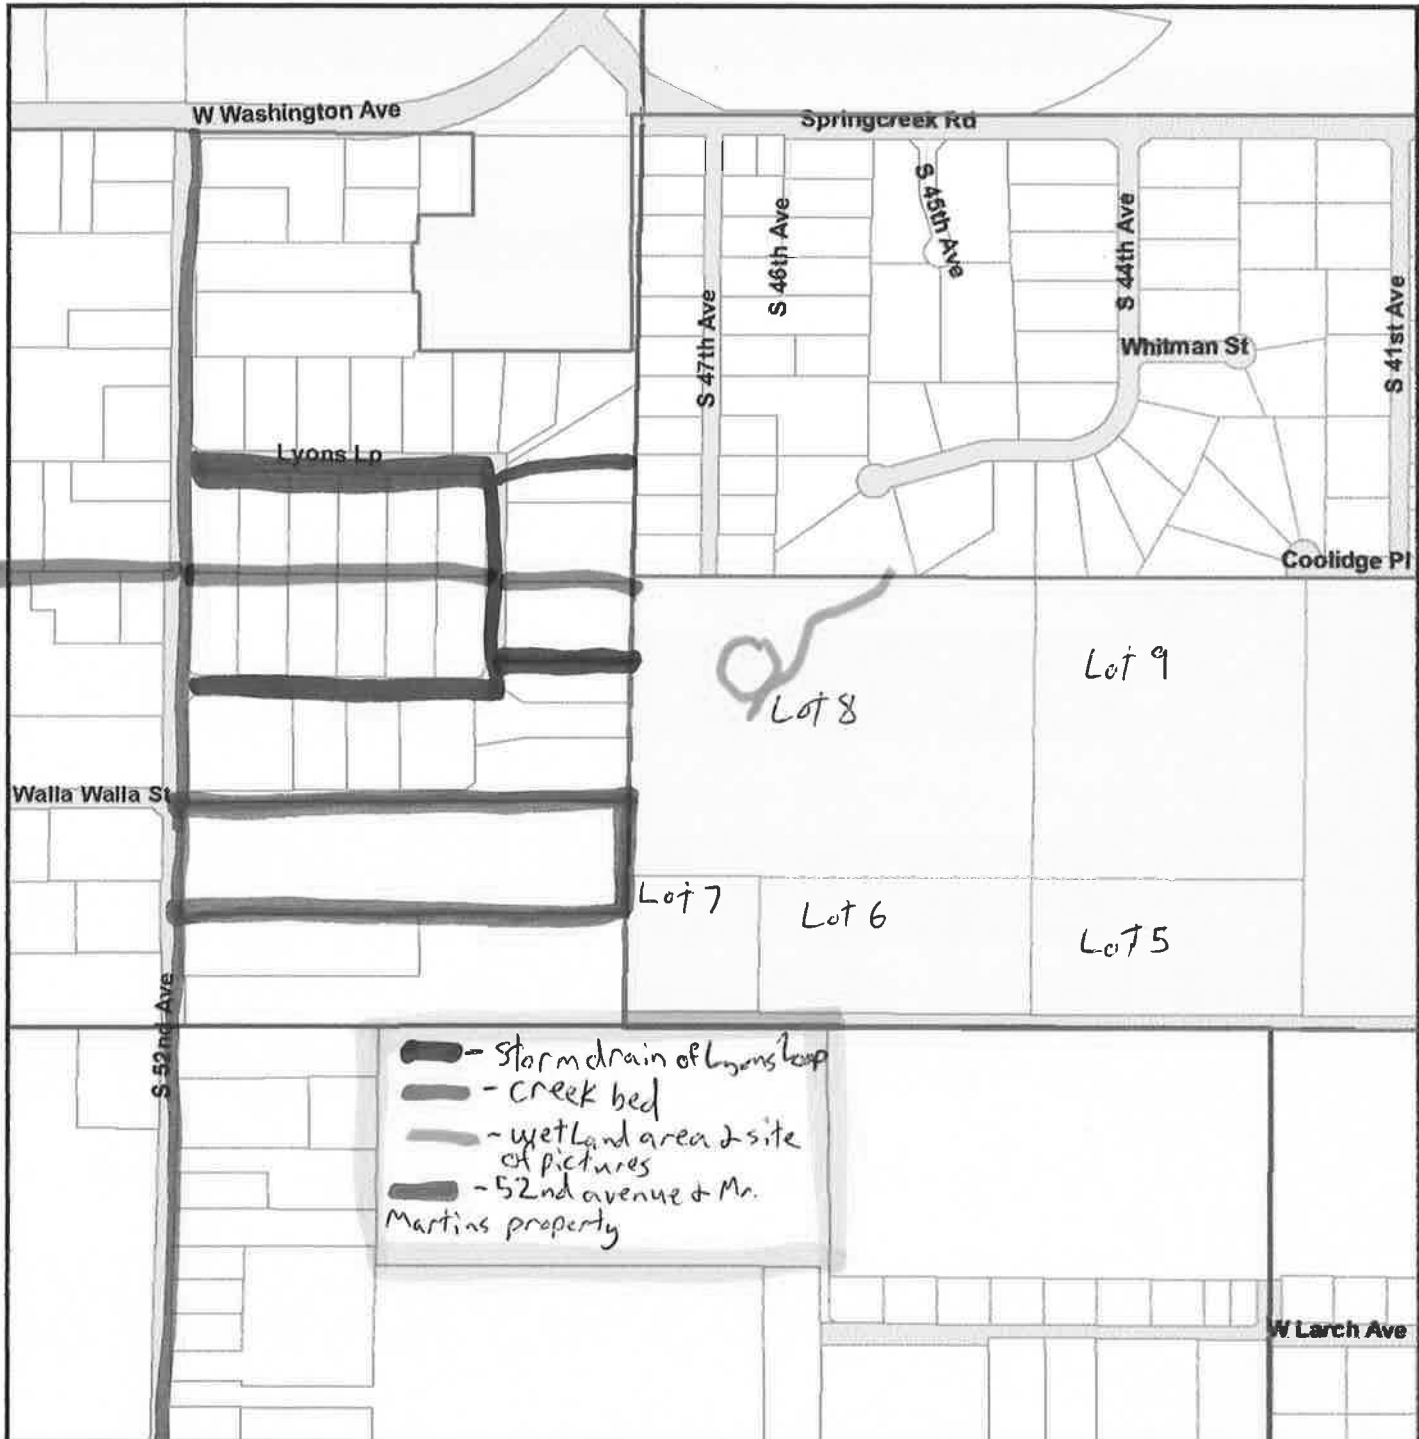 W Washington Ave
Springcreek Rd
S 45th Ave
S 46th Ave
S 44th Ave
S 47th Ave
S 41st Ave
Whitman St
Lyons Lp
Coolidge Pl
Lot 9
Lot 8
Walla Walla St
Lot 7
Lot 6
Lot 5
S 52nd Ave
- Storm drain of Lyons Loop
- Creek bed
- wetland area & site
of pictures
- 52nd avenue & Mr.
Martins property
W Larch Ave